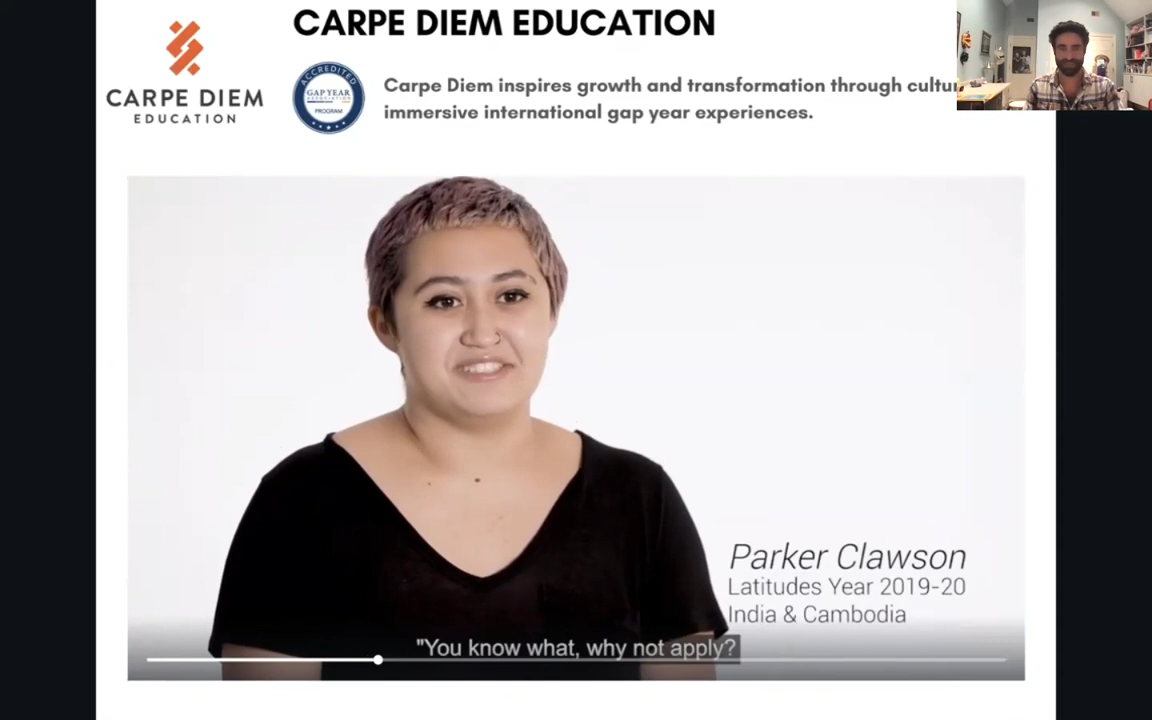 CARPE DIEM EDUCATION
CARPE DIEM
EDUCATION
ACCREDITED
GAP YEAR
ASSOCIATION
PROGRAM
Carpe Diem inspires growth and transformation through cultu
immersive international gap year experiences.
Parker Clawson
Latitudes Year 2019-20
India & Cambodia
"You know what, why not apply?